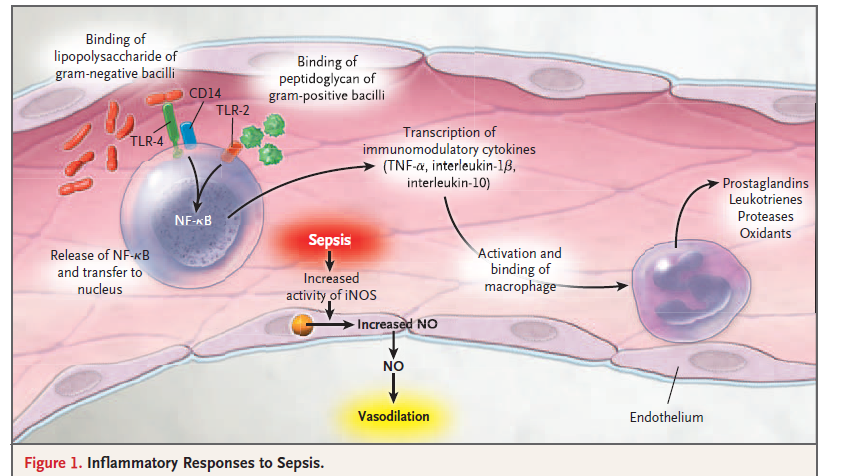 Binding of
lipopolysaccharide of
gram-negative bacilli
Binding of
peptidoglycan of
gram-positive bacilli
CD14
TLR-2
TLR-4
Transcription of
immunomodulatory cytokines
(TNF-α, interleukin-1β,
interleukin-10)
Prostaglandins
Leukotrienes
Proteases
Oxidants
NF-κB
Release of NF-κB
and transfer to
nucleus
Sepsis
Increased
activity of iNOS
Activation and
binding of
macrophage
Increased NO
NO
Vasodilation
Endothelium
Figure 1. Inflammatory Responses to Sepsis.